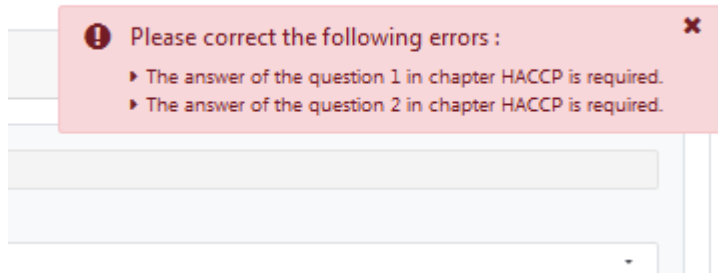 Please correct the following errors :
The answer of the question 1 in chapter HACCP is required.
The answer of the question 2 in chapter HACCP is required.